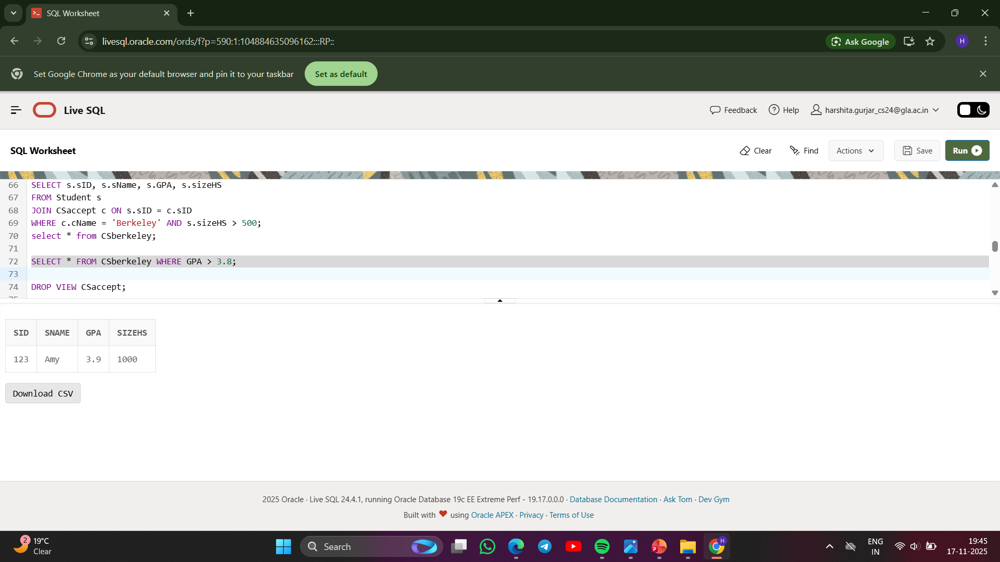 SQL Worksheet
livesql.oracle.com/ords/f?p=590:1:104884635096162:::RP::
Ask Google
H
Set Google Chrome as your default browser and pin it to your taskbar
Set as default
Live SQL
Feedback
Help
harshita.gurjar_cs24@gla.ac.in
SQL Worksheet
Clear
Find
Actions
Save
Run
66 SELECT s.sID, s.sName, s.GPA, s.sizeHS
67 FROM Student s
68 JOIN CSaccept c ON s.sID = c.sID
69 WHERE c.cName = 'Berkeley' AND s.sizeHS > 500;
70 select * from CSberkeley;
71
72 SELECT * FROM CSberkeley WHERE GPA > 3.8;
73
74 DROP VIEW CSaccept;
SID SNAME GPA SIZEHS
123 Amy 3.9 1000
Download CSV
2025 Oracle · Live SQL 24.4.1, running Oracle Database 19c EE Extreme Perf - 19.17.0.0.0 · Database Documentation · Ask Tom · Dev Gym
Built with ❤ using Oracle APEX · Privacy · Terms of Use
2
19°C
Clear
Search
P
H
ENG
IN
19:45
17-11-2025